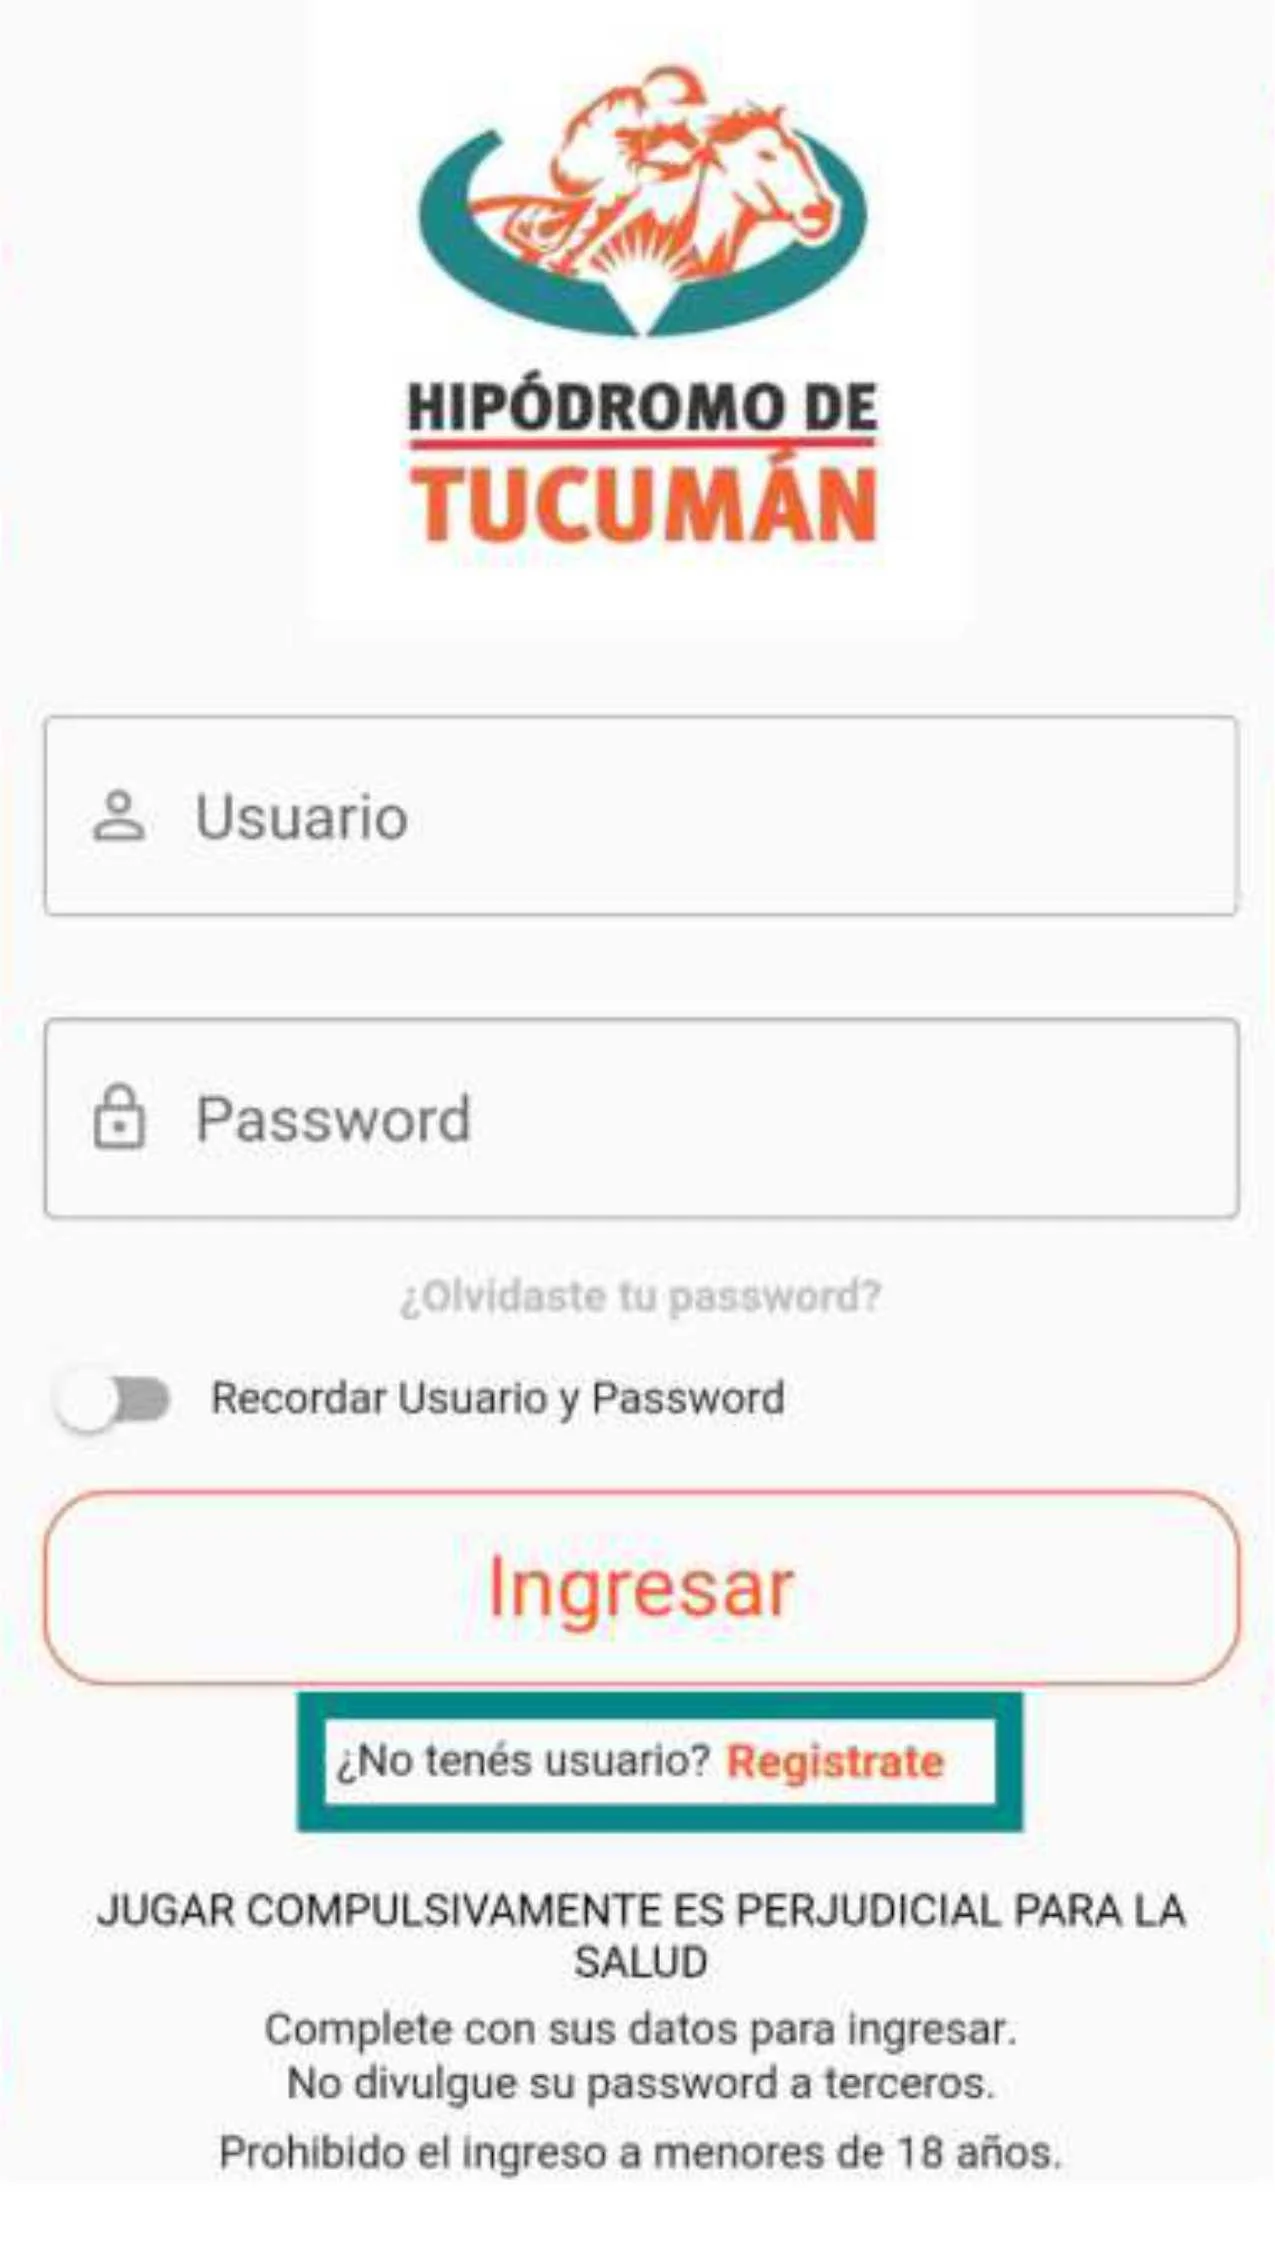 HIPÓDROMO DE
TUCUMÁN
Usuario
Password
¿Olvidaste tu password?
Recordar Usuario y Password
Ingresar
¿No tenés usuario? Registrate
JUGAR COMPULSIVAMENTE ES PERJUDICIAL PARA LA
SALUD
Complete con sus datos para ingresar.
No divulgue su password a terceros.
Prohibido el ingreso a menores de 18 años.